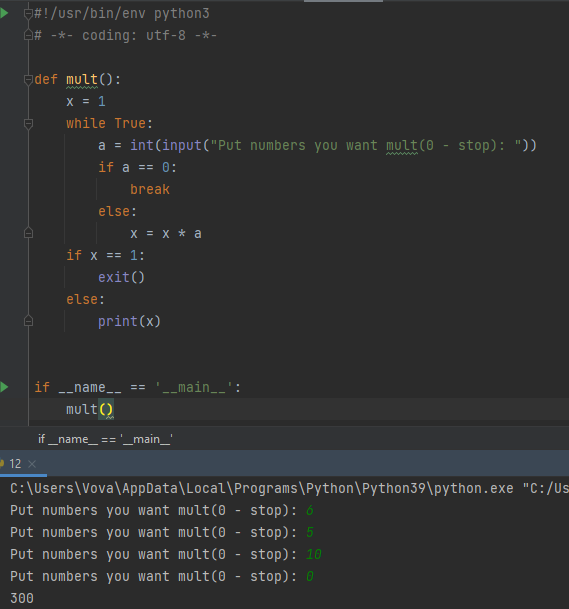 #!/usr/bin/env python3
# -*- coding: utf-8 -*-
def mult():
x = 1
while True:
a = int(input("Put numbers you want mult(0 - stop): "))
if a == 0:
break
else:
x = x * a
if x == 1:
exit()
else:
print(x)
if __name__ == '__main__':
mult()
if __name__ == '__main__'
12
C:\Users\Vova\AppData\Local\Programs\Python\Python39\python.exe "C:/Us
Put numbers you want mult(0 - stop): 6
Put numbers you want mult(0 - stop): 5
Put numbers you want mult(0 - stop): 10
Put numbers you want mult(0 - stop): 0
300